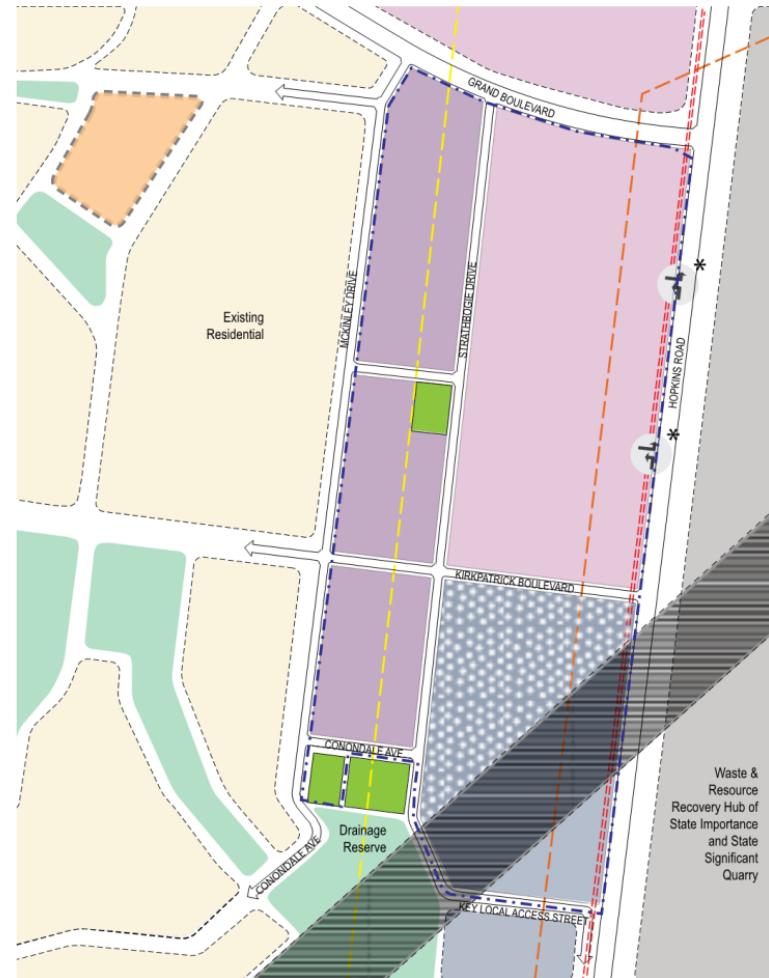 GRAND BOULEVARD
MCKINLEY DRIVE
STRATHBOGIE DRIVE
*
HOPKINS ROAD
Existing
Residential
*
KIRKPATRICK BOULEVARD
CONONDALE AVE
Drainage
Reserve
CONONDALE AVE
KEY LOCAL ACCESS STREET
Waste &
Resource
Recovery Hub of
State Importance
and State
Significant
Quarry